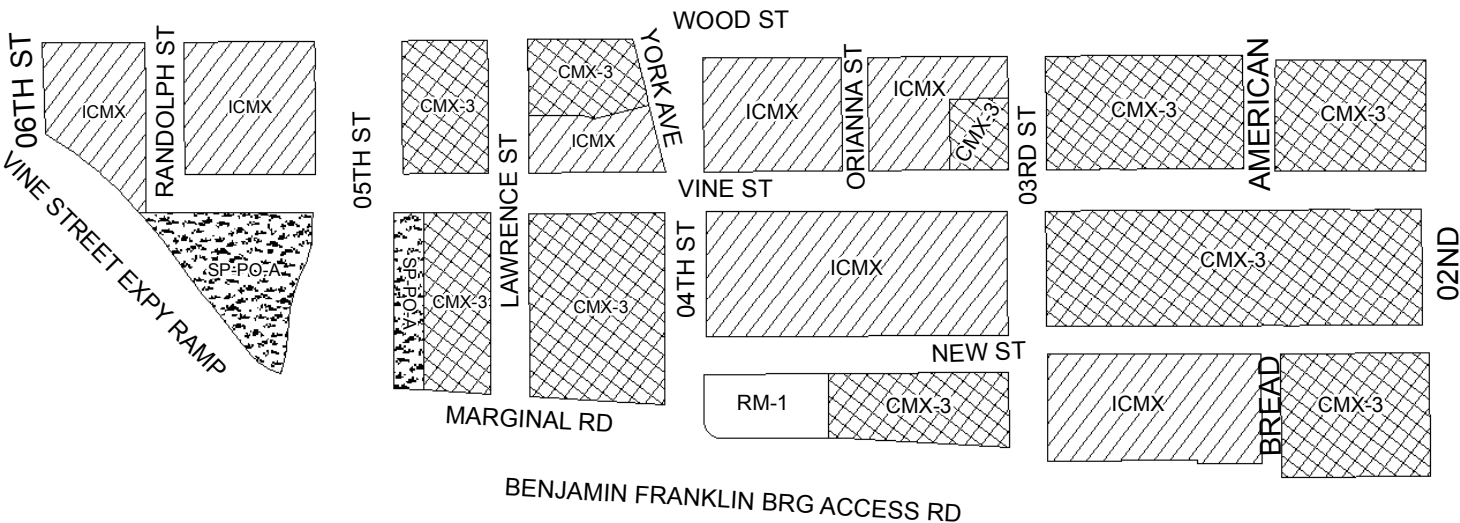 WOOD ST
06TH ST
RANDOLPH ST
YORK AVE
ORIANNA ST
AMERICAN
ICMX
ICMX
CMX-3
CMX-3
ICMX
ICMX
ICMX
CMX-3
CMX-3
CMX-3
05TH ST
LAWRENCE ST
03RD ST
VINE ST
VINE STREET EXPY RAMP
SP-PO-A
SP-PO-A
CMX-3
CMX-3
04TH ST
ICMX
CMX-3
02ND
NEW ST
MARGINAL RD
RM-1
CMX-3
ICMX
BREAD
CMX-3
BENJAMIN FRANKLIN BRG ACCESS RD